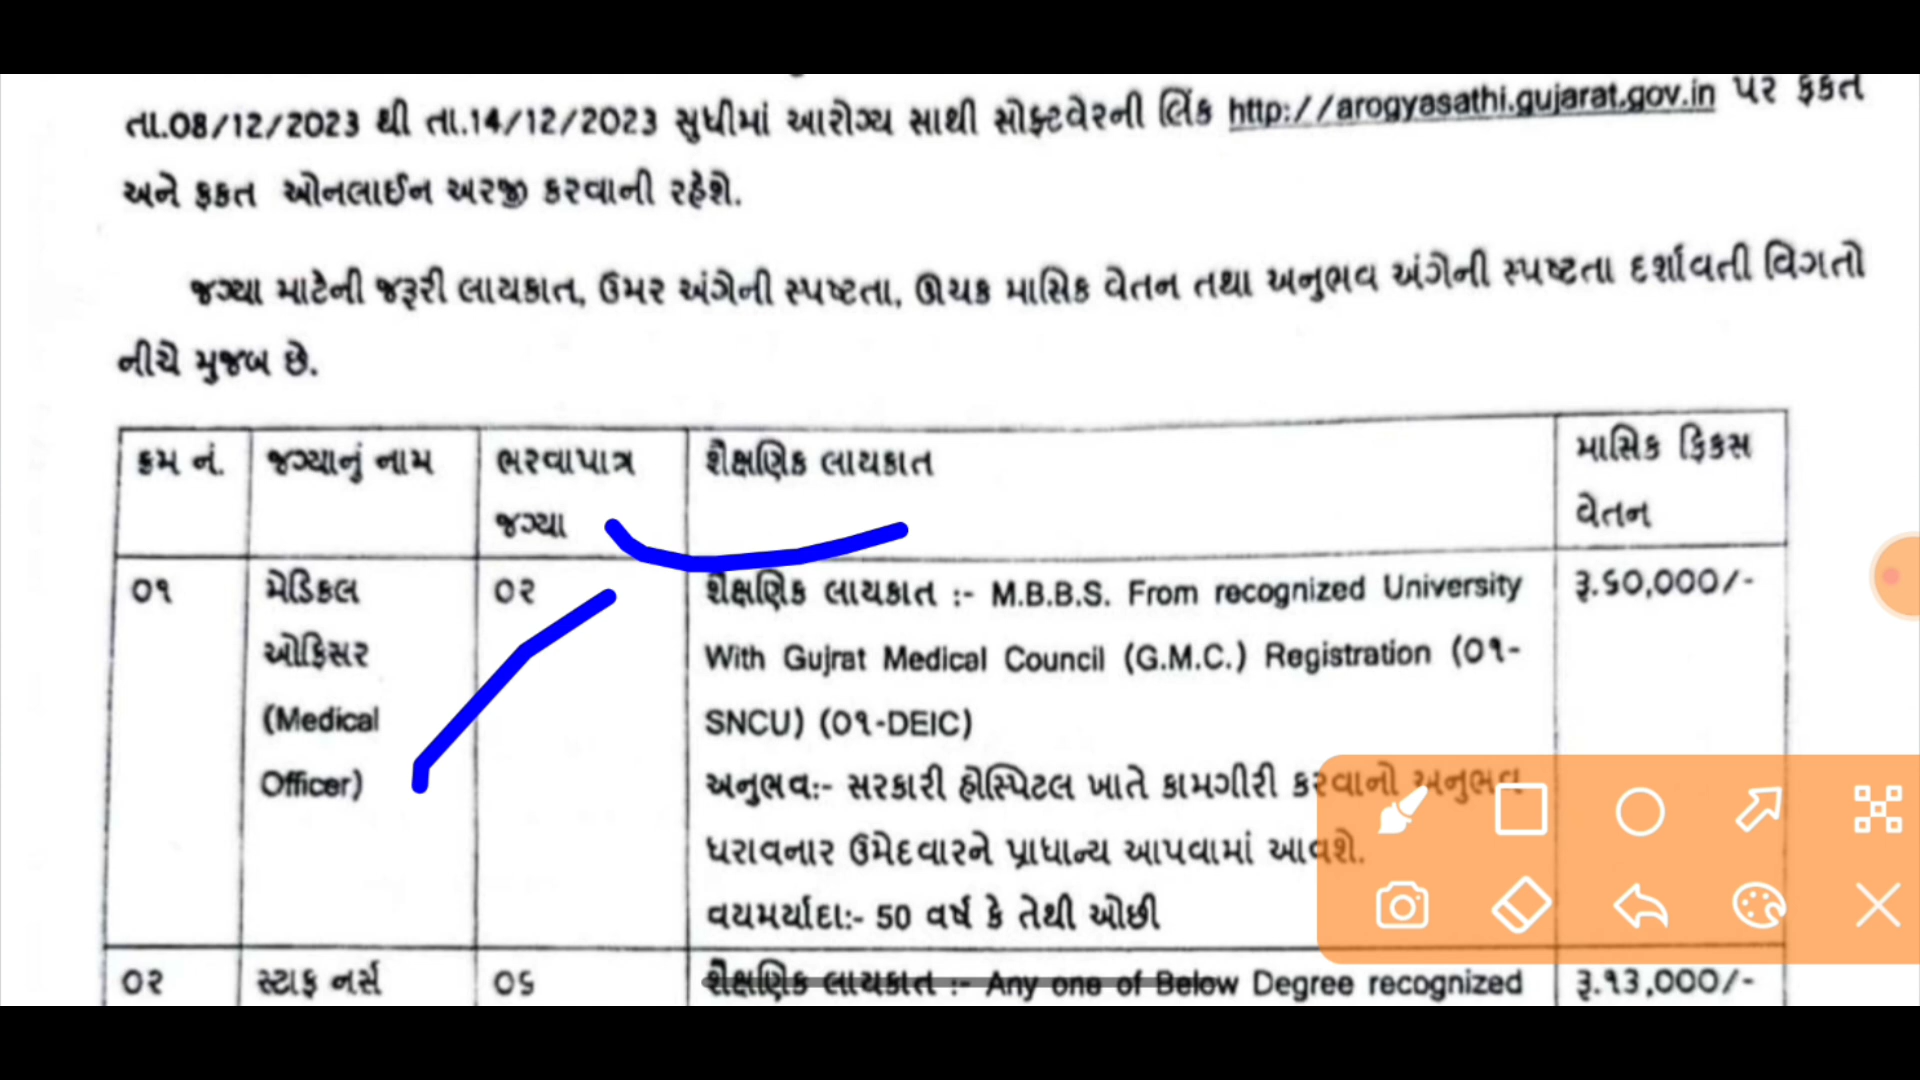 તા.08/12/2023 થી તા.14/12/2023 સુધીમાં આરોગ્ય સાથી સોફ્ટવેરની લિંક http://arogyasathi.gujarat.gov.in પર ફકત
અને ફકત ઓનલાઈન અરજી કરવાની રહેશે.
જગ્યા માટેની જરૂરી લાયકાત, ઉંમર અંગેની સ્પષ્ટતા, ઊચક માસિક વેતન તથા અનુભવ અંગેની સ્પષ્ટતા દર્શાવતી વિગતો
નીચે મુજબ છે.
ક્રમ નં. જગ્યાનું નામ ભરવાપાત્ર જગ્યા શૈક્ષણિક લાયકાત માસિક ફિકસ વેતન
૦૧ મેડિકલ ઓફિસર (Medical Officer) ૦૨
શૈક્ષણિક લાયકાત :- M.B.B.S. From recognized University
With Gujrat Medical Council (G.M.C.) Registration (૦૧-
SNCU) (૦૧-DEIC)
અનુભવ:- સરકારી હોસ્પિટલ ખાતે કામગીરી કરવાનો અનુભવ
ધરાવનાર ઉમેદવારને પ્રાધાન્ય આપવામાં આવશે.
વયમર્યાદા:- 50 વર્ષ કે તેથી ઓછી
રૂ.૬૦,૦૦૦/-
૦૨ સ્ટાફ નર્સ ૦૬ શૈક્ષણિક લાયકાત :- Any one of Below Degree recognized રૂ.૧૩,૦૦૦/-